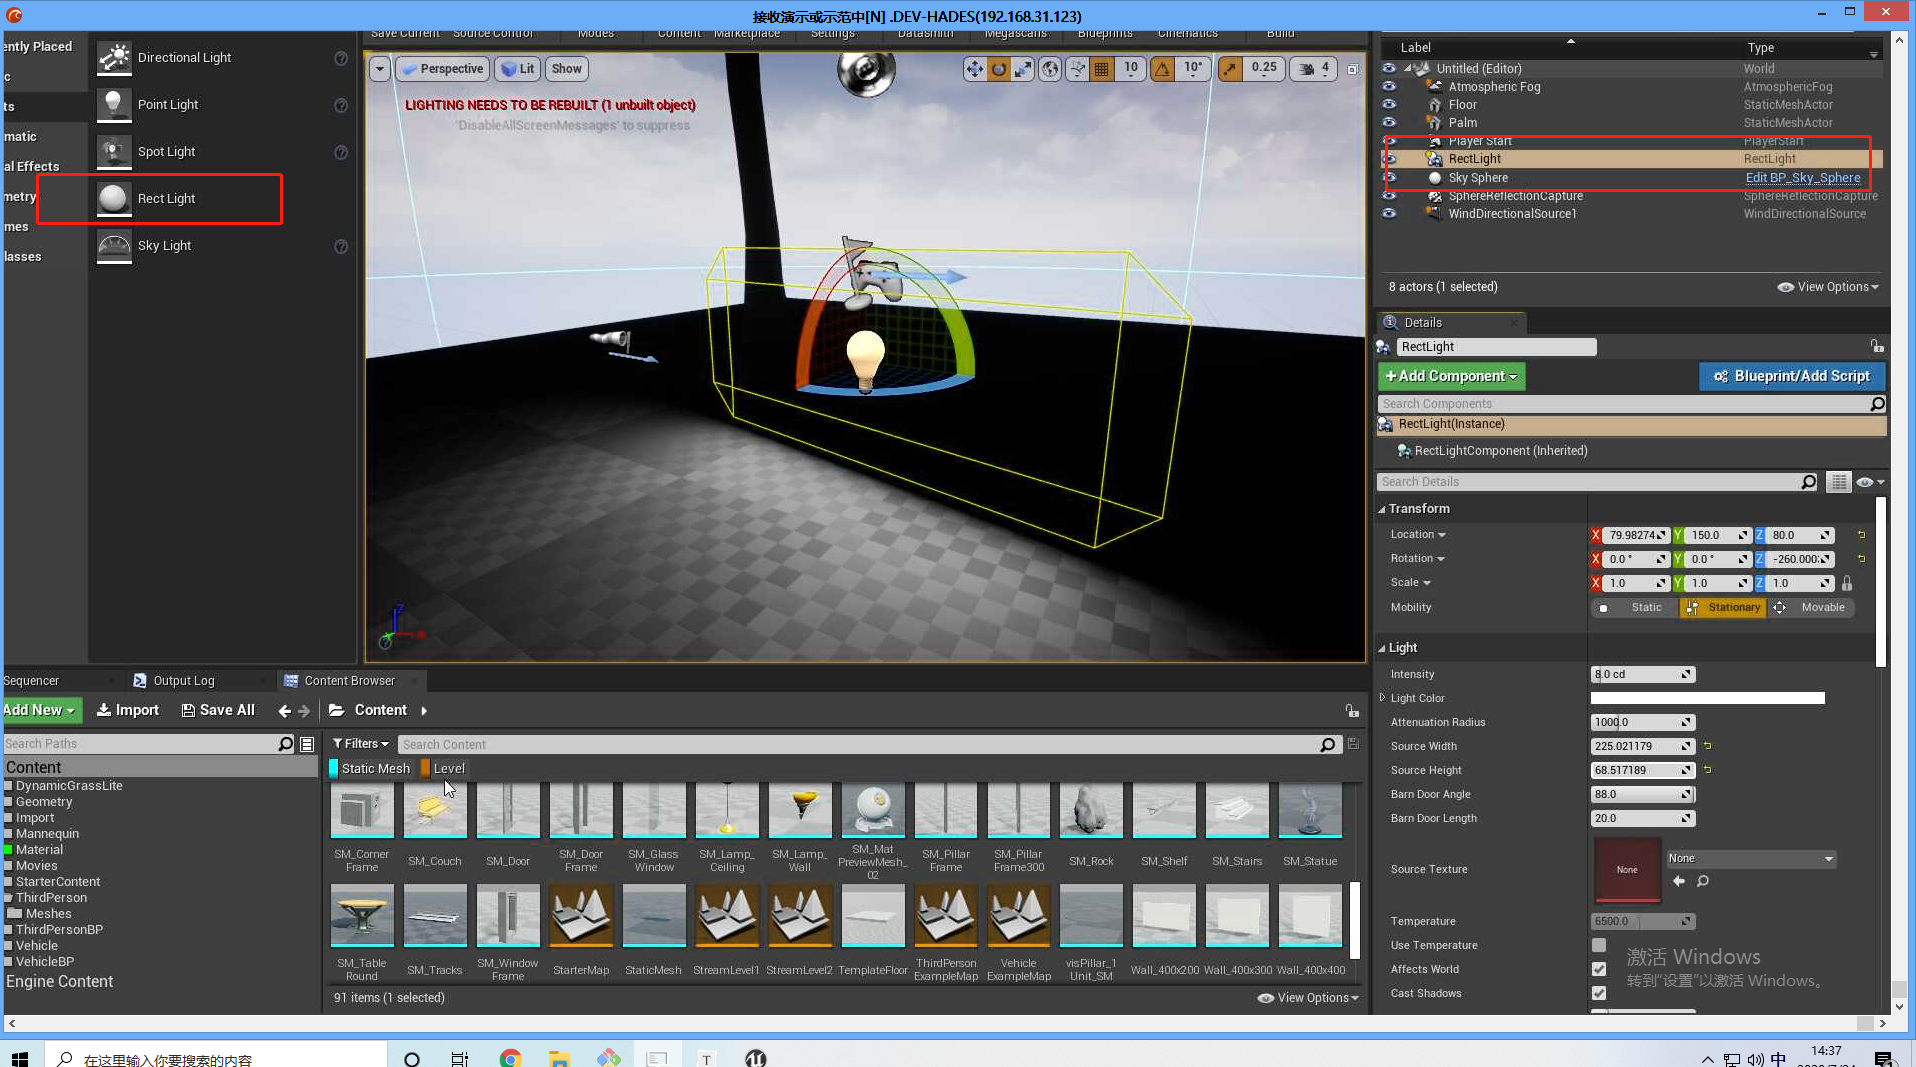 接收演示或示范中[N] .DEV-HADES(192.168.31.123)
Save Current
Source Control
Modes
Content
Marketplace
Settings
Datasmith
Megascans
Blueprints
Cinematics
Build
ently Placed
c
ts
matic
al Effects
metry
mes
lasses
Directional Light
Point Light
Spot Light
Rect Light
Sky Light
Perspective
Lit
Show
10
10°
0.25
4
LIGHTING NEEDS TO BE REBUILT (1 unbuilt object)
'DisableAllScreenMessages' to suppress
Label
Type
Untitled (Editor)
World
Atmospheric Fog
AtmosphericFog
Floor
StaticMeshActor
Palm
StaticMeshActor
Player Start
PlayerStart
RectLight
RectLight
Sky Sphere
Edit BP_Sky_Sphere
SphereReflectionCapture
SphereReflectionCapture
WindDirectionalSource1
WindDirectionalSource
8 actors (1 selected)
View Options
Details
RectLight
+Add Component
Blueprint/Add Script
Search Components
RectLight(Instance)
RectLightComponent (Inherited)
Search Details
Transform
Location
X 79.98274
Y 150.0
Z 80.0
Rotation
X 0.0 °
Y 0.0 °
Z -260.000
Scale
X 1.0
Y 1.0
Z 1.0
Mobility
Static
Stationary
Movable
Light
Intensity
8.0 cd
Light Color
Attenuation Radius
1000.0
Source Width
225.021179
Source Height
68.517189
Barn Door Angle
88.0
Barn Door Length
20.0
Source Texture
None
None
Temperature
6500.0
Use Temperature
Affects World
Cast Shadows
激活 Windows
转到“设置”以激活 Windows。
Sequencer
Output Log
Content Browser
Add New
Import
Save All
Content
Search Paths
Filters
Search Content
Static Mesh
Level
Content
DynamicGrassLite
Geometry
Import
Mannequin
Material
Movies
StarterContent
ThirdPerson
Meshes
ThirdPersonBP
Vehicle
VehicleBP
Engine Content
SM_Corner
Frame
SM_Couch
SM_Door
SM_Door
Frame
SM_Glass
Window
SM_Lamp_
Ceiling
SM_Lamp_
Wall
SM_Mat
PreviewMesh_
02
SM_Pillar
Frame
SM_Pillar
Frame300
SM_Rock
SM_Shelf
SM_Stairs
SM_Statue
SM_Table
Round
SM_Tracks
SM_Window
Frame
StarterMap
StaticMesh
StreamLevel1
StreamLevel2
TemplateFloor
ThirdPerson
ExampleMap
Vehicle
ExampleMap
visPillar_1
Unit_SM
Wall_400x200
Wall_400x300
Wall_400x400
91 items (1 selected)
View Options
在这里输入你要搜索的内容
中
14:37